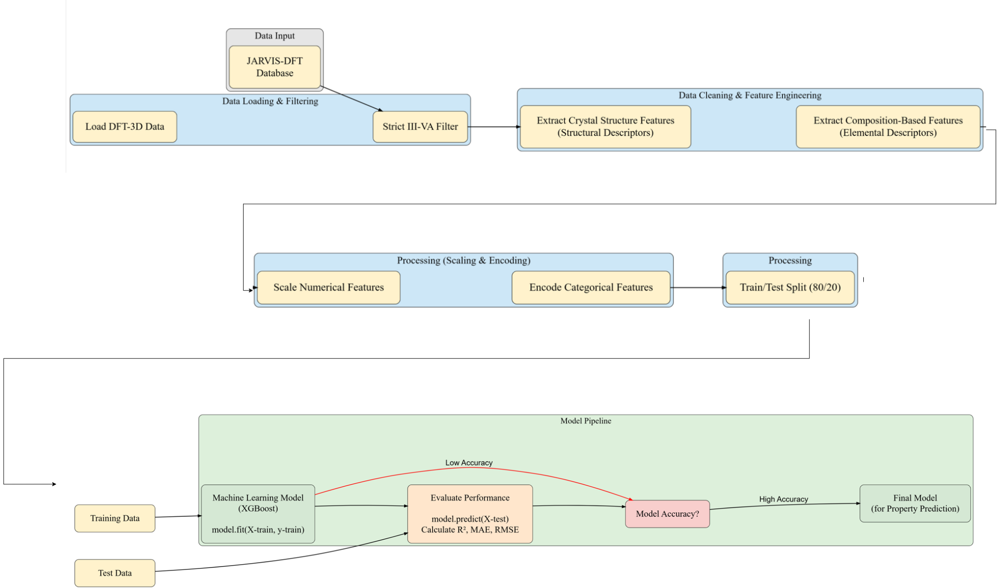 Data Input
JARVIS-DFT
Database
Data Loading & Filtering
Load DFT-3D Data
Strict III-VA Filter
Data Cleaning & Feature Engineering
Extract Crystal Structure Features
(Structural Descriptors)
Extract Composition-Based Features
(Elemental Descriptors)
Processing (Scaling & Encoding)
Scale Numerical Features
Encode Categorical Features
Processing
Train/Test Split (80/20)
Model Pipeline
Low Accuracy
Training Data
Machine Learning Model
(XGBoost)
model.fit(X-train, y-train)
Evaluate Performance
model.predict(X-test)
Calculate R², MAE, RMSE
Model Accuracy?
High Accuracy
Final Model
(for Property Prediction)
Test Data